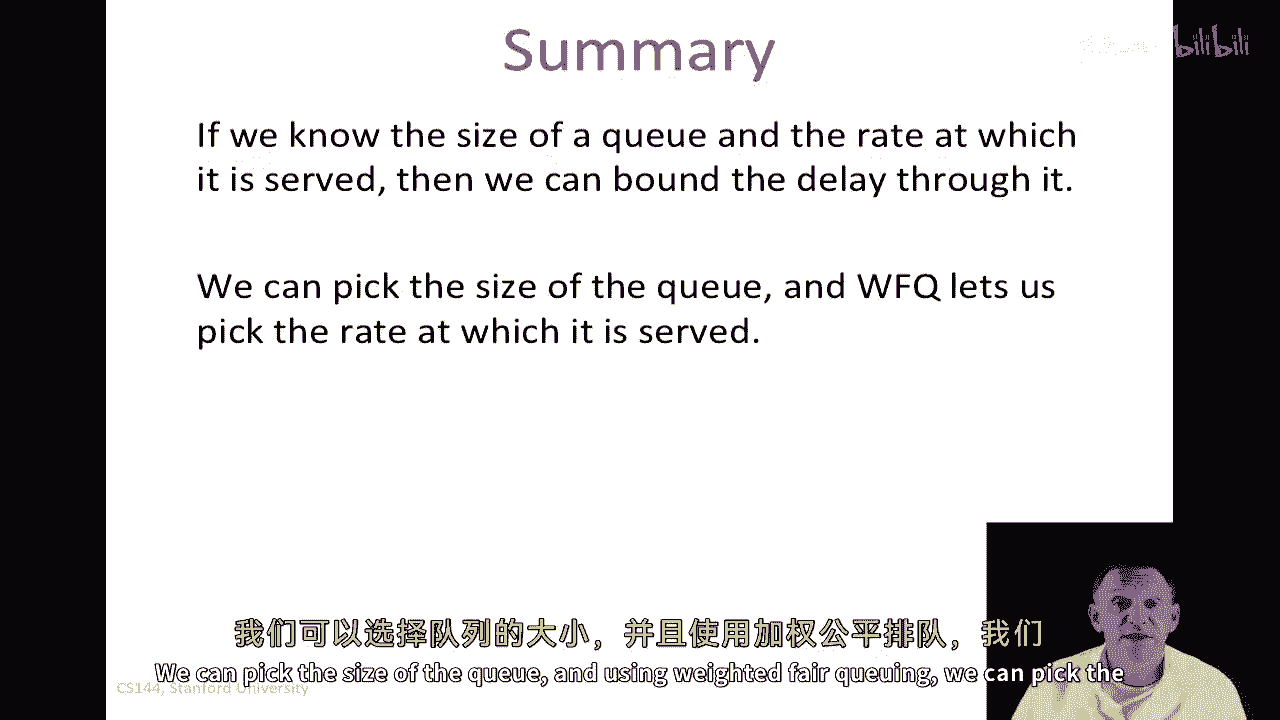 Summary
bilibili
If we know the size of a queue and the rate at which
it is served, then we can bound the delay through it.
We can pick the size of the queue, and WFQ lets us
pick the rate at which it is served.
我们可以选择队列的大小，并且使用加权公平排队，我们
We can pick the size of the queue, and using weighted fair queuing, we can pick the
CS144, Stanford University